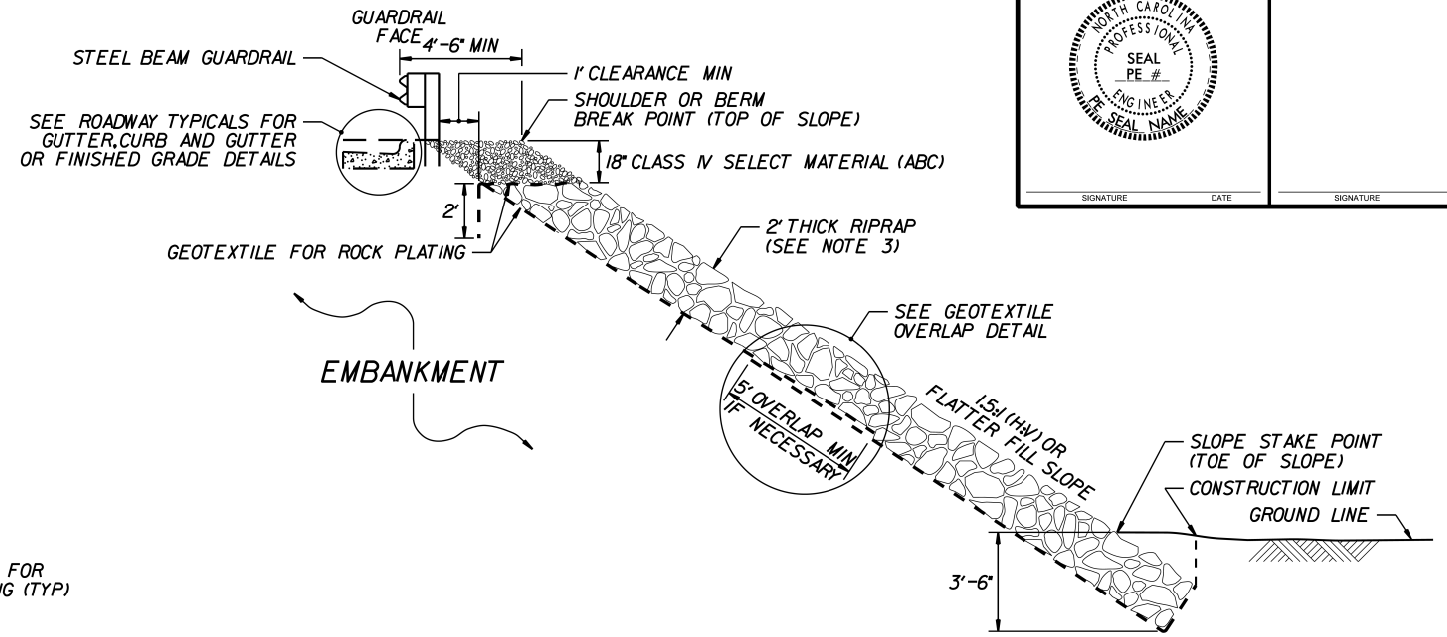 GUARDRAIL
FACE
4'-6" MIN
STEEL BEAM GUARDRAIL
1' CLEARANCE MIN
SHOULDER OR BERM
BREAK POINT (TOP OF SLOPE)
SEE ROADWAY TYPICALS FOR
GUTTER, CURB AND GUTTER
OR FINISHED GRADE DETAILS
18" CLASS IV SELECT MATERIAL (ABC)
2'
GEOTEXTILE FOR ROCK PLATING
2' THICK RIPRAP
(SEE NOTE 3)
SEE GEOTEXTILE
OVERLAP DETAIL
EMBANKMENT
5' OVERLAP MIN
IF NECESSARY
1.5:1 (H:V) OR
FLATTER FILL SLOPE
SLOPE STAKE POINT
(TOE OF SLOPE)
CONSTRUCTION LIMIT
GROUND LINE
3'-6"
FOR
G (TYP)
NORTH CAROLINA
PROFESSIONAL
SEAL
PE #
ENGINEER
PE SEAL NAME
SIGNATURE
DATE
SIGNATURE